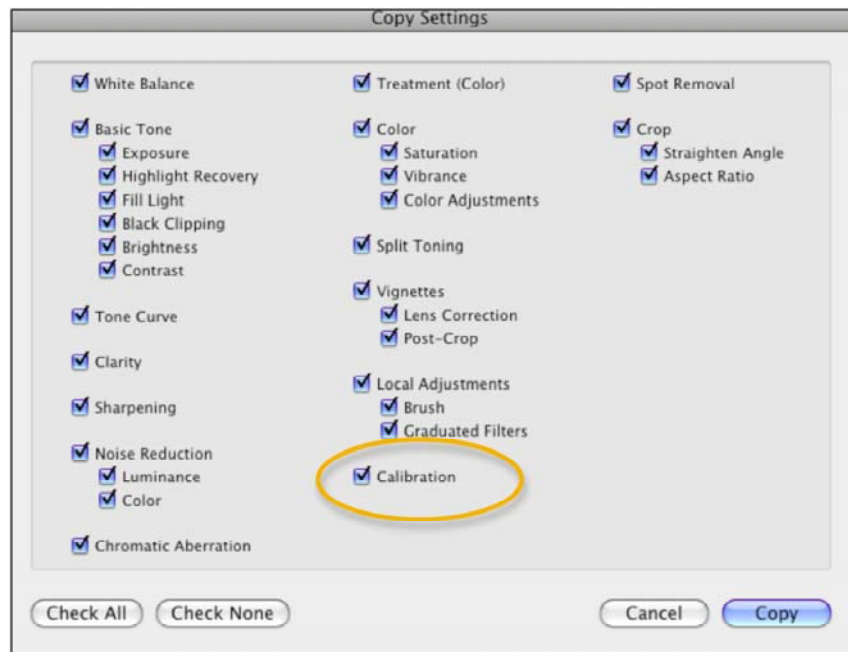 Copy Settings
White Balance
Basic Tone
Exposure
Highlight Recovery
Fill Light
Black Clipping
Brightness
Contrast
Tone Curve
Clarity
Sharpening
Noise Reduction
Luminance
Color
Chromatic Aberration
Treatment (Color)
Color
Saturation
Vibrance
Color Adjustments
Split Toning
Vignettes
Lens Correction
Post-Crop
Local Adjustments
Brush
Graduated Filters
Calibration
Spot Removal
Crop
Straighten Angle
Aspect Ratio
Check All
Check None
Cancel
Copy